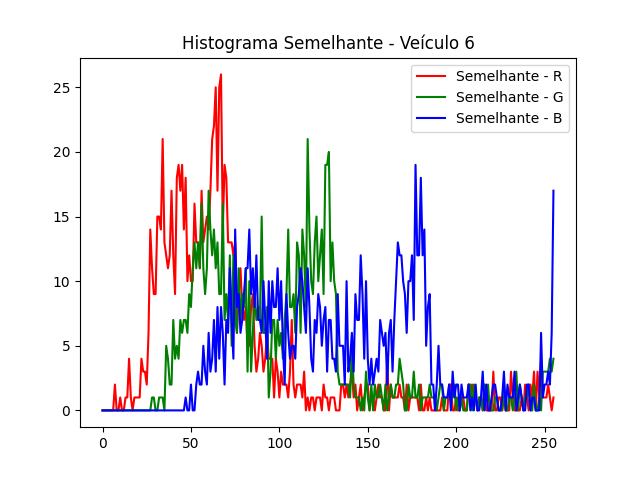 Histograma Semelhante - Veículo 6
Semelhante - R
Semelhante - G
Semelhante - B
25
20
15
10
5
0
0 50 100 150 200 250